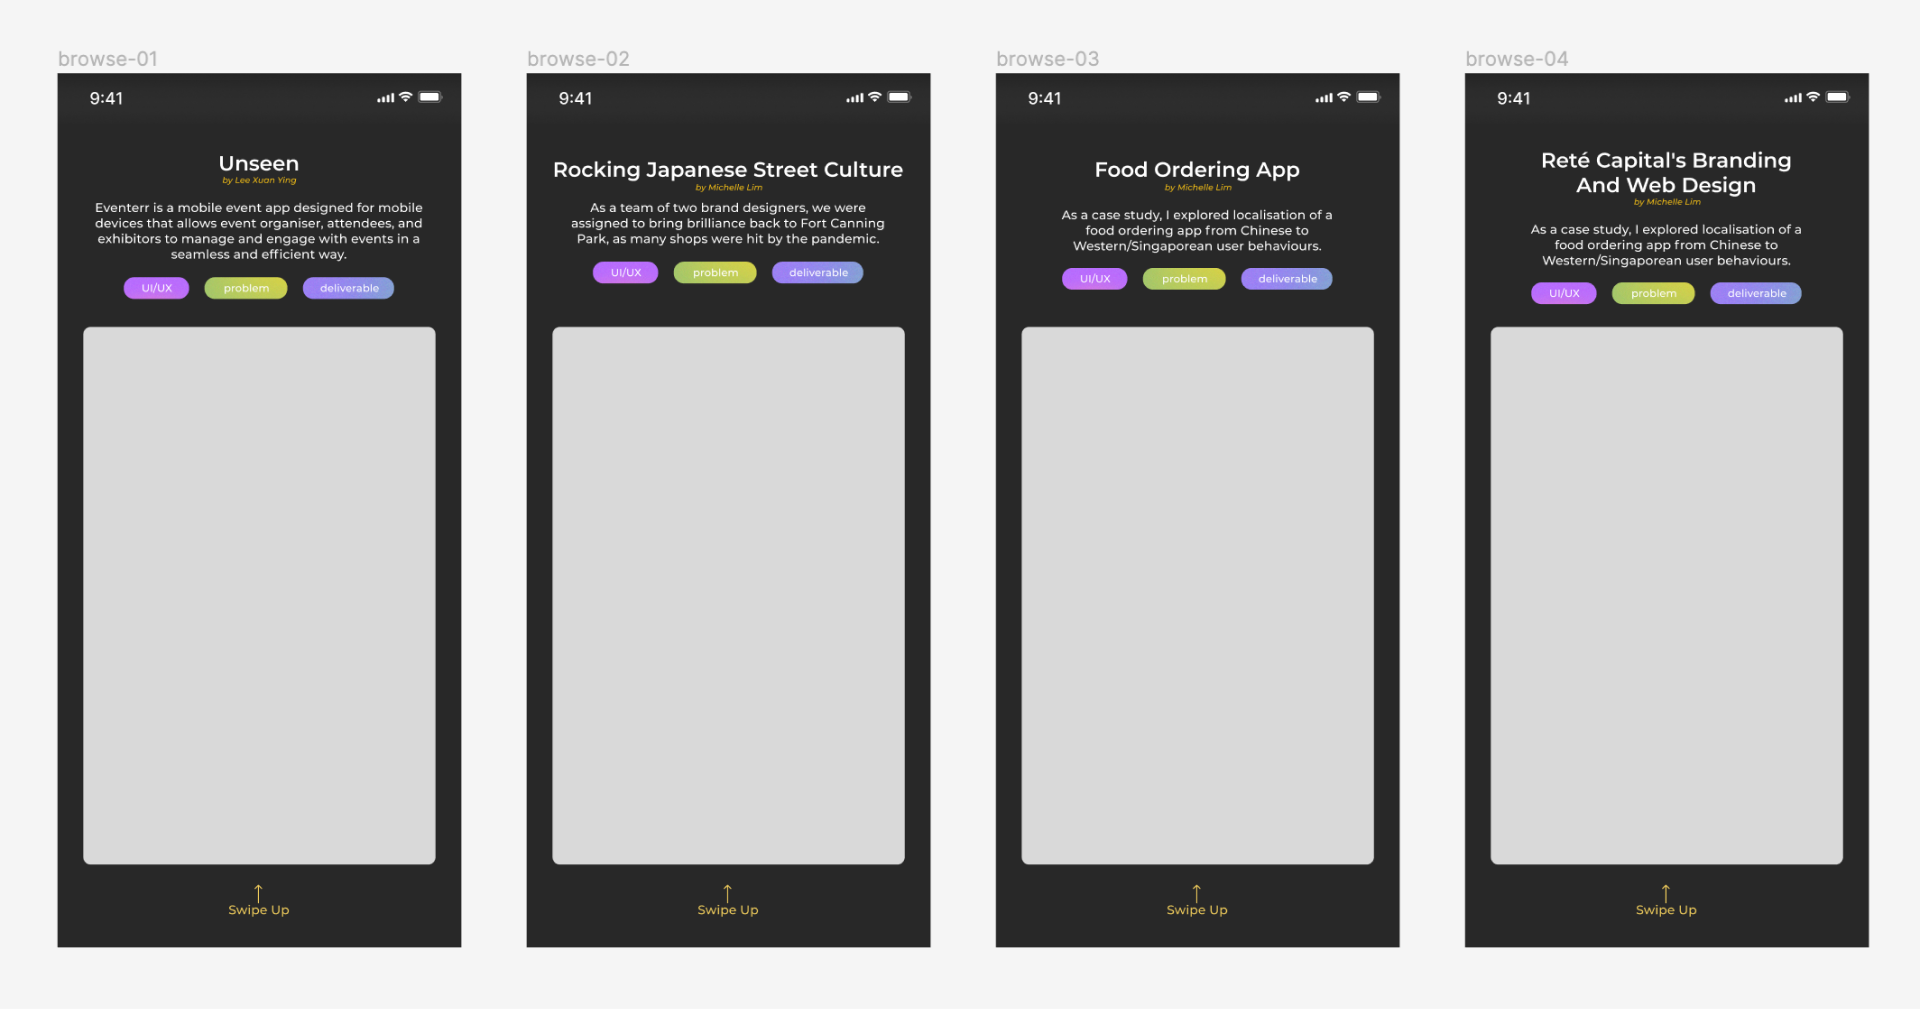 browse-01
9:41
Unseen
by Lee Xuan Ying
Eventerr is a mobile event app designed for mobile
devices that allows event organiser, attendees, and
exhibitors to manage and engage with events in a
seamless and efficient way.
UI/UX problem deliverable
Swipe Up
browse-02
9:41
Rocking Japanese Street Culture
by Michelle Lim
As a team of two brand designers, we were
assigned to bring brilliance back to Fort Canning
Park, as many shops were hit by the pandemic.
UI/UX problem deliverable
Swipe Up
browse-03
9:41
Food Ordering App
by Michelle Lim
As a case study, I explored localisation of a
food ordering app from Chinese to
Western/Singaporean user behaviours.
UI/UX problem deliverable
Swipe Up
browse-04
9:41
Reté Capital's Branding
And Web Design
by Michelle Lim
As a case study, I explored localisation of a
food ordering app from Chinese to
Western/Singaporean user behaviours.
UI/UX problem deliverable
Swipe Up